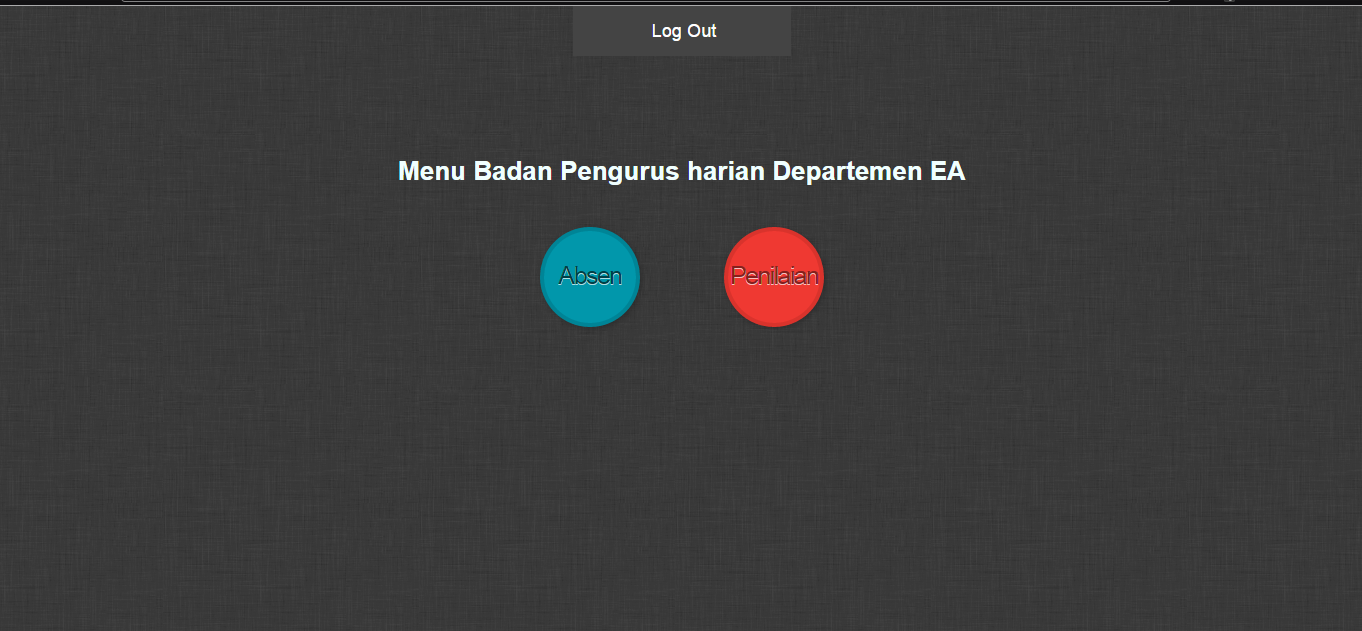 Log Out
Menu Badan Pengurus harian Departemen EA
Absen
Penilaian